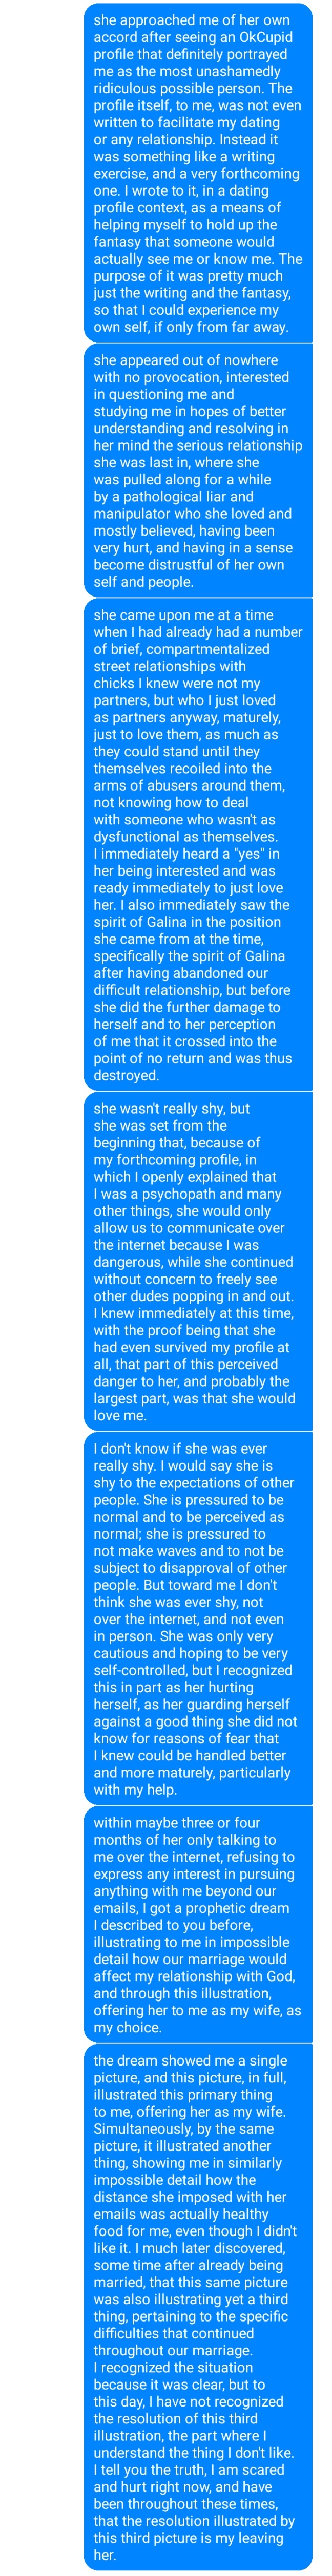 she approached me of her own
accord after seeing an OkCupid
profile that definitely portrayed
me as the most unashamedly
ridiculous possible person. The
profile itself, to me, was not even
written to facilitate my dating
or any relationship. Instead it
was something like a writing
exercise, and a very forthcoming
one. I wrote to it, in a dating
profile context, as a means of
helping myself to hold up the
fantasy that someone would
actually see me or know me. The
purpose of it was pretty much
just the writing and the fantasy,
so that I could experience my
own self, if only from far away.
she appeared out of nowhere
with no provocation, interested
in questioning me and
studying me in hopes of better
understanding and resolving in
her mind the serious relationship
she was last in, where she
was pulled along for a while
by a pathological liar and
manipulator who she loved and
mostly believed, having been
very hurt, and having in a sense
become distrustful of her own
self and people.
she came upon me at a time
when I had already had a number
of brief, compartmentalized
street relationships with
chicks I knew were not my
partners, but who I just loved
as partners anyway, maturely,
just to love them, as much as
they could stand until they
themselves recoiled into the
arms of abusers around them,
not knowing how to deal
with someone who wasn't as
dysfunctional as themselves.
I immediately heard a "yes" in
her being interested and was
ready immediately to just love
her. I also immediately saw the
spirit of Galina in the position
she came from at the time,
specifically the spirit of Galina
after having abandoned our
difficult relationship, but before
she did the further damage to
herself and to her perception
of me that it crossed into the
point of no return and was thus
destroyed.
she wasn't really shy, but
she was set from the
beginning that, because of
my forthcoming profile, in
which I openly explained that
I was a psychopath and many
other things, she would only
allow us to communicate over
the internet because I was
dangerous, while she continued
without concern to freely see
other dudes popping in and out.
I knew immediately at this time,
with the proof being that she
had even survived my profile at
all, that part of this perceived
danger to her, and probably the
largest part, was that she would
love me.
I don't know if she was ever
really shy. I would say she is
shy to the expectations of other
people. She is pressured to be
normal and to be perceived as
normal; she is pressured to
not make waves and to not be
subject to disapproval of other
people. But toward me I don't
think she was ever shy, not
over the internet, and not even
in person. She was only very
cautious and hoping to be very
self-controlled, but I recognized
this in part as her hurting
herself, as her guarding herself
against a good thing she did not
know for reasons of fear that
I knew could be handled better
and more maturely, particularly
with my help.
within maybe three or four
months of her only talking to
me over the internet, refusing to
express any interest in pursuing
anything with me beyond our
emails, I got a prophetic dream
I described to you before,
illustrating to me in impossible
detail how our marriage would
affect my relationship with God,
and through this illustration,
offering her to me as my wife, as
my choice.
the dream showed me a single
picture, and this picture, in full,
illustrated this primary thing
to me, offering her as my wife.
Simultaneously, by the same
picture, it illustrated another
thing, showing me in similarly
impossible detail how the
distance she imposed with her
emails was actually healthy
food for me, even though I didn't
like it. I much later discovered,
some time after already being
married, that this same picture
was also illustrating yet a third
thing, pertaining to the specific
difficulties that continued
throughout our marriage.
I recognized the situation
because it was clear, but to
this day, I have not recognized
the resolution of this third
illustration, the part where I
understand the thing I don't like.
I tell you the truth, I am scared
and hurt right now, and have
been throughout these times,
that the resolution illustrated by
this third picture is my leaving
her.